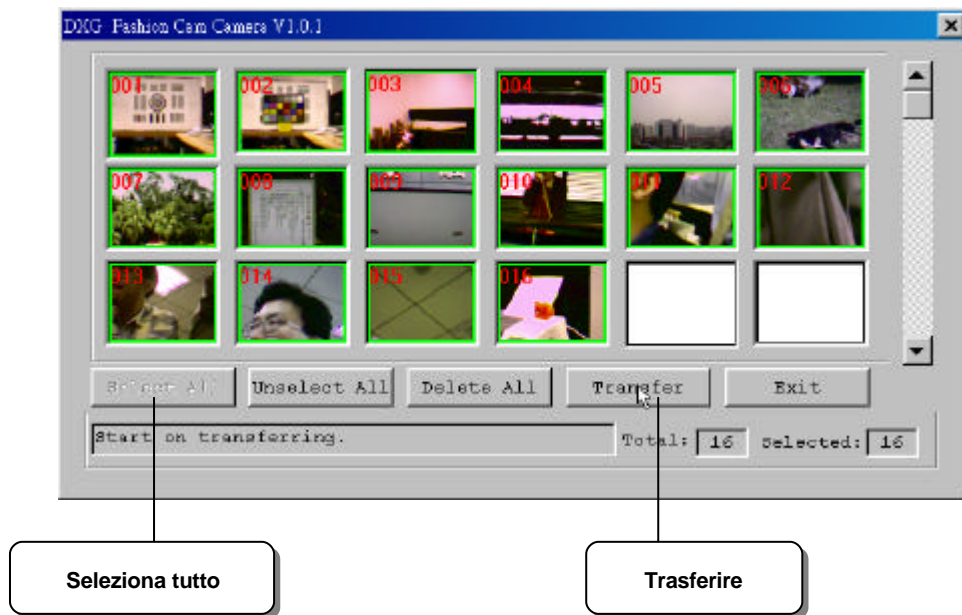 DXG Fashion Cam Camera V1.0.1
001 002 003 004 005 006
007 008 009 010 011 012
013 014 015 016
Select All Unselect All Delete All Transfer Exit
Start on transferring. Total: 16 Selected: 16
Seleziona tutto Trasferire